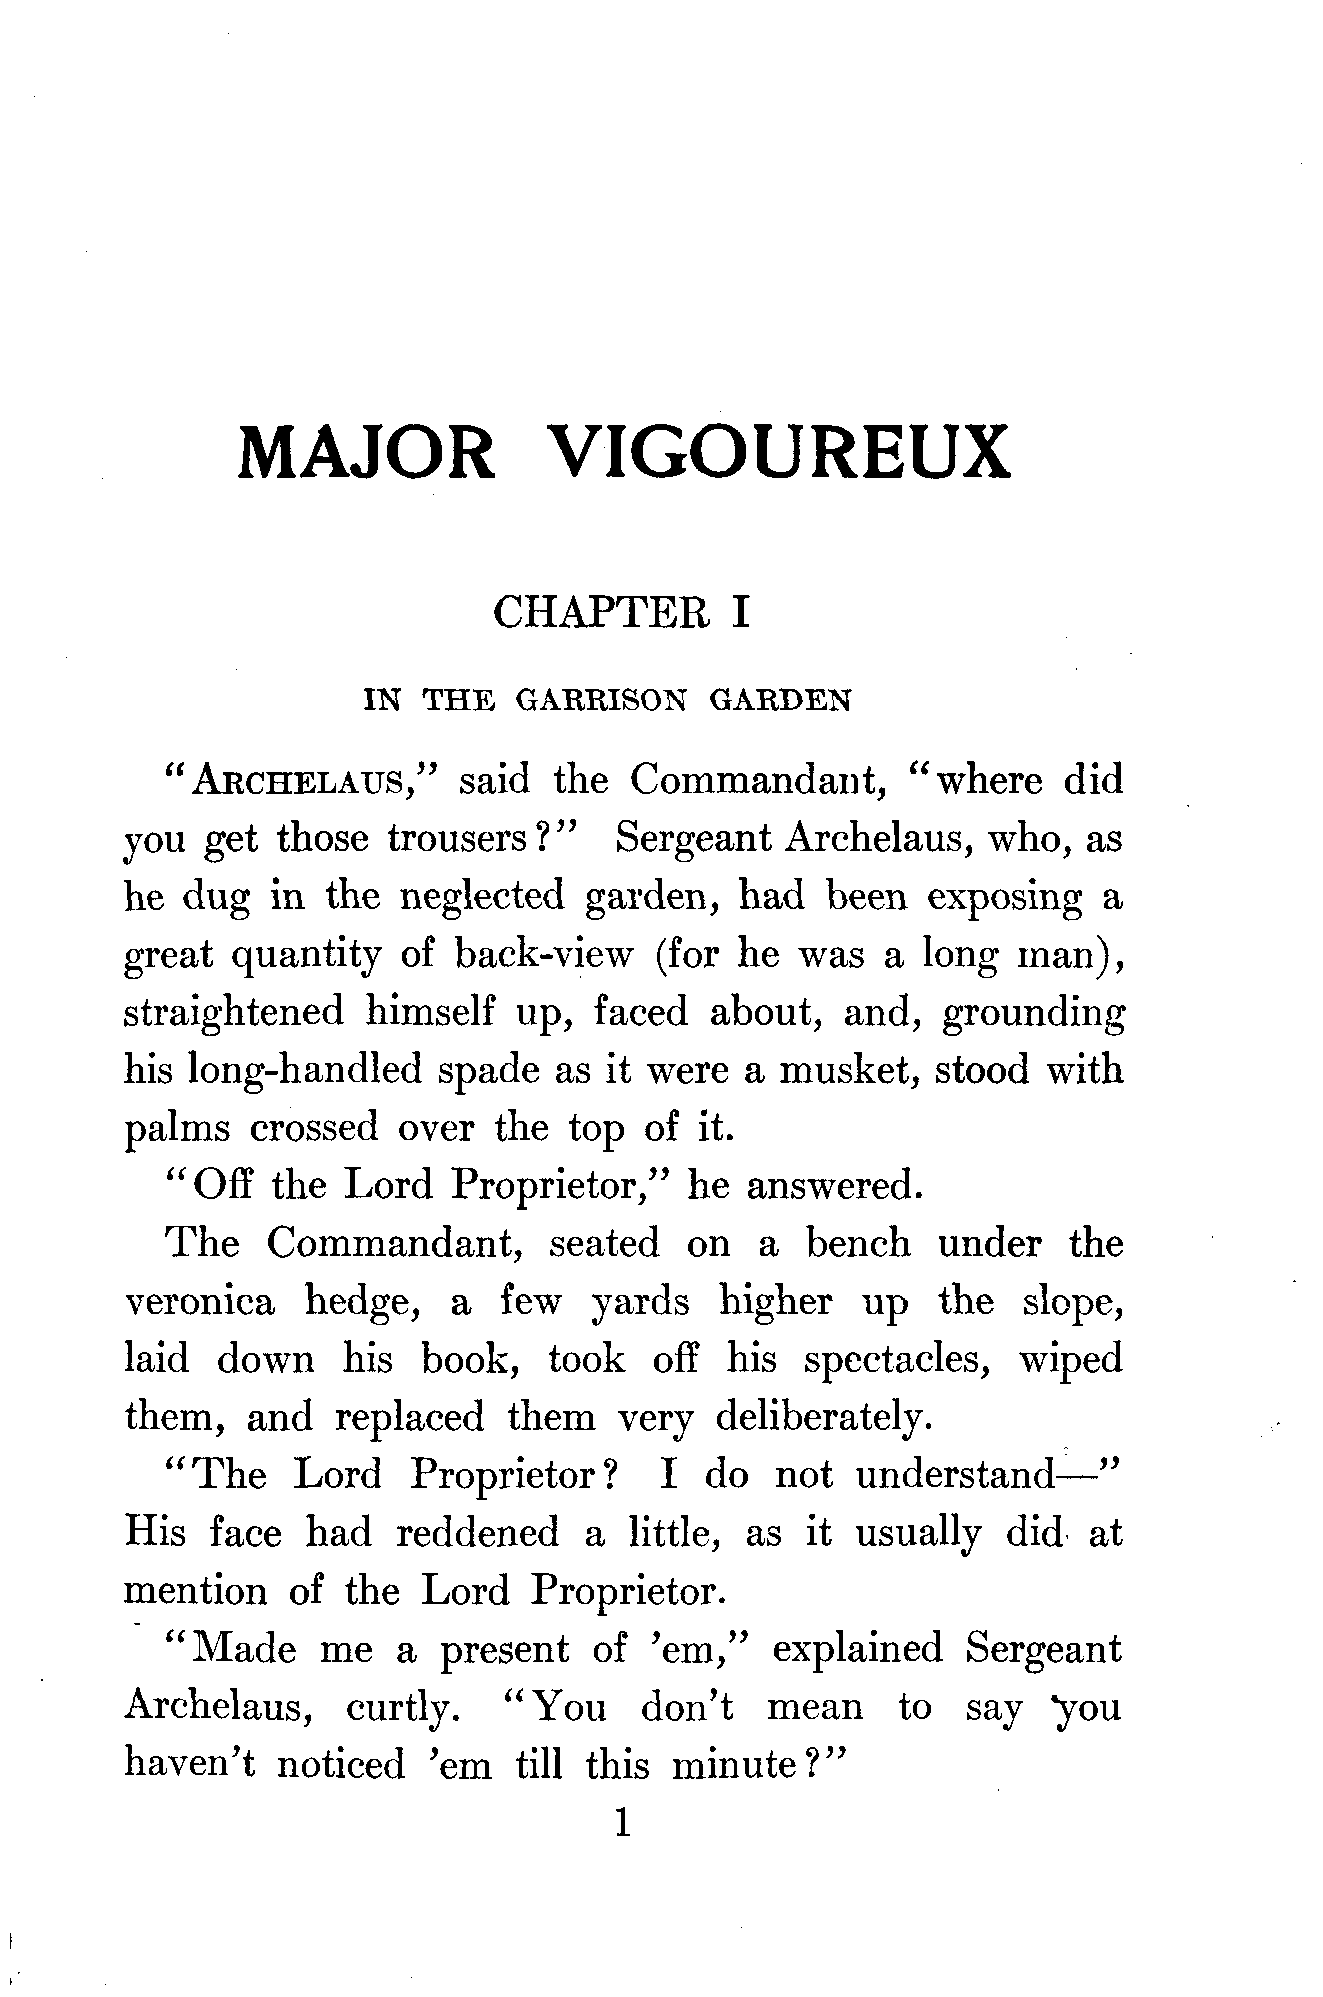 MAJOR VIGOUREUX
CHAPTER I
IN THE GARRISON GARDEN
“ARCHELAUS,” said the Commandant, “where did
you get those trousers?” Sergeant Archelaus, who, as
he dug in the neglected garden, had been exposing a
great quantity of back-view (for he was a long man),
straightened himself up, faced about, and, grounding
his long-handled spade as it were a musket, stood with
palms crossed over the top of it.
“Off the Lord Proprietor,” he answered.
The Commandant, seated on a bench under the
veronica hedge, a few yards higher up the slope,
laid down his book, took off his spectacles, wiped
them, and replaced them very deliberately.
“The Lord Proprietor? I do not understand—”
His face had reddened a little, as it usually did at
mention of the Lord Proprietor.
“Made me a present of ’em,” explained Sergeant
Archelaus, curtly. “You don’t mean to say you
haven’t noticed ’em till this minute?”
1